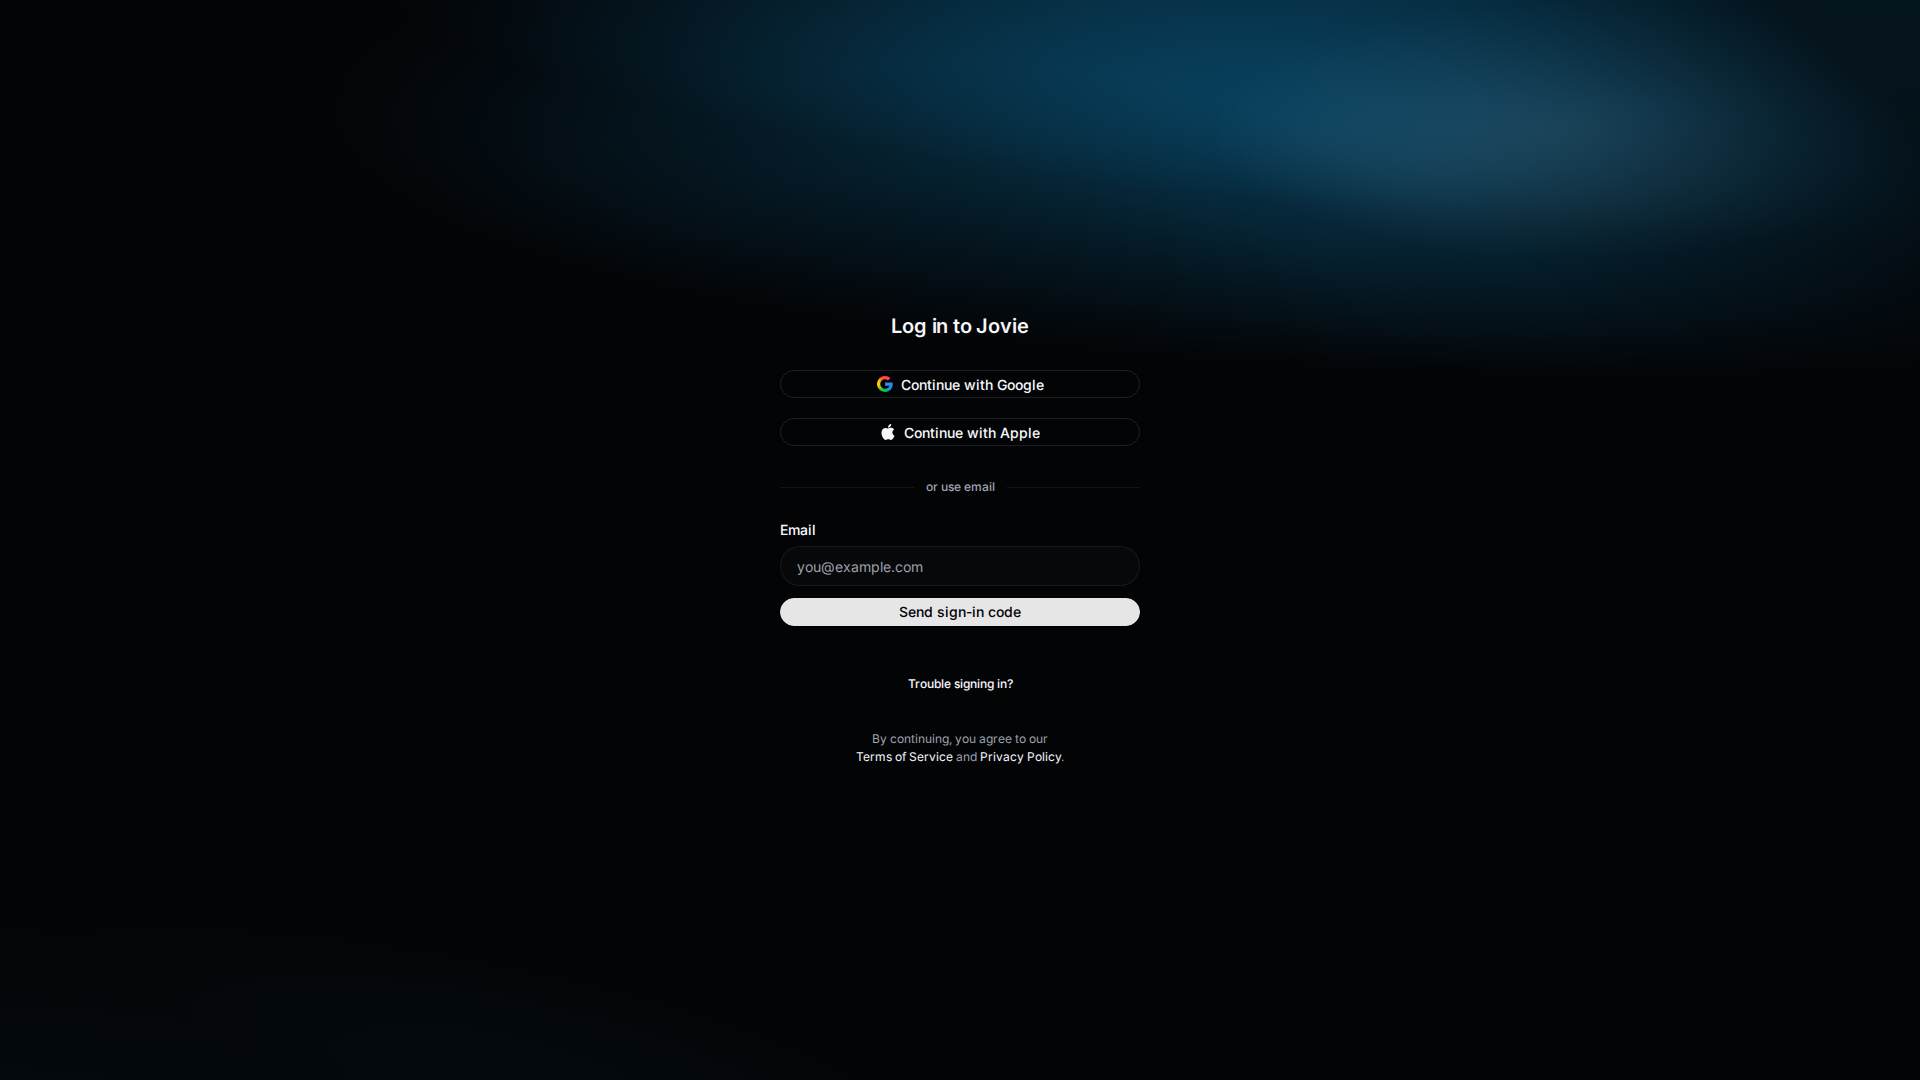 Log in to Jovie
Continue with Google
Continue with Apple
or use email
Email
you@example.com
Send sign-in code
Trouble signing in?
By continuing, you agree to our
Terms of Service and Privacy Policy.